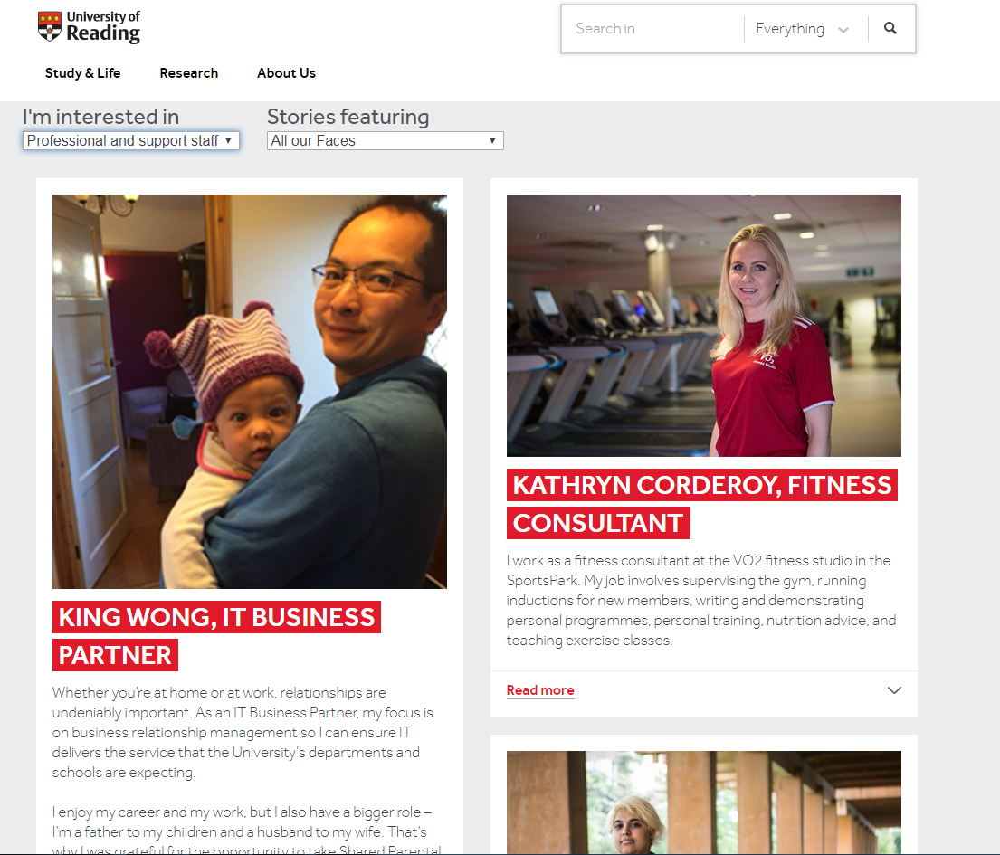 University of
Reading
Search in
Everything
Study & Life
Research
About Us
I'm interested in
Stories featuring
Professional and support staff
All our Faces
KING WONG, IT BUSINESS
PARTNER
Whether you're at home or at work, relationships are
undeniably important. As an IT Business Partner, my focus is
on business relationship management so I can ensure IT
delivers the service that the University's departments and
schools are expecting.
I enjoy my career and my work, but I also have a bigger role –
I'm a father to my children and a husband to my wife. That's
why I was grateful for the opportunity to take Shared Parental
VO2
KATHRYN CORDEROY, FITNESS
CONSULTANT
I work as a fitness consultant at the VO2 fitness studio in the
SportsPark. My job involves supervising the gym, running
inductions for new members, writing and demonstrating
personal programmes, personal training, nutrition advice, and
teaching exercise classes.
Read more